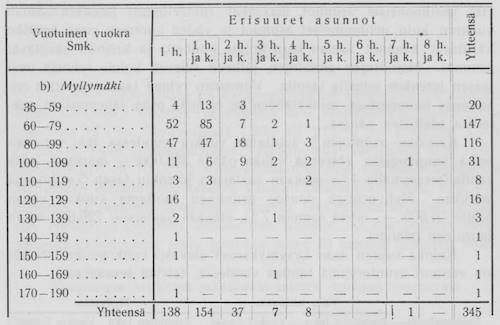 Vuotuinen vuokra Smk. | Erisuuret asunnot | Yhteensä
1 h. | 1 h. ja k. | 2 h. ja k. | 3 h. ja k. | 4 h. ja k. | 5 h. ja k. | 6 h. ja k. | 7 h. ja k. | 8 h. ja k.
b) Myllymäki
36—59 . . . . . . . 4 13 3 — — — — — — 20
60—79 . . . . . . . 52 85 7 2 1 — — — — 147
80—99 . . . . . . . 47 47 18 1 3 — — — — 116
100—109 . . . . . . 11 6 9 2 2 — — 1 — 31
110—119 . . . . . . 3 3 — — 2 — — — — 8
120—129 . . . . . . 16 — — — — — — — — 16
130—139 . . . . . . 2 — — 1 — — — — — 3
140—149 . . . . . . 1 — — — — — — — — 1
150—159 . . . . . . 1 — — — — — — — — 1
160—169 . . . . . . — — — 1 — — — — — 1
170—190 . . . . . . 1 — — — — — — — — 1
Yhteensä 138 154 37 7 8 — — 1 — 345